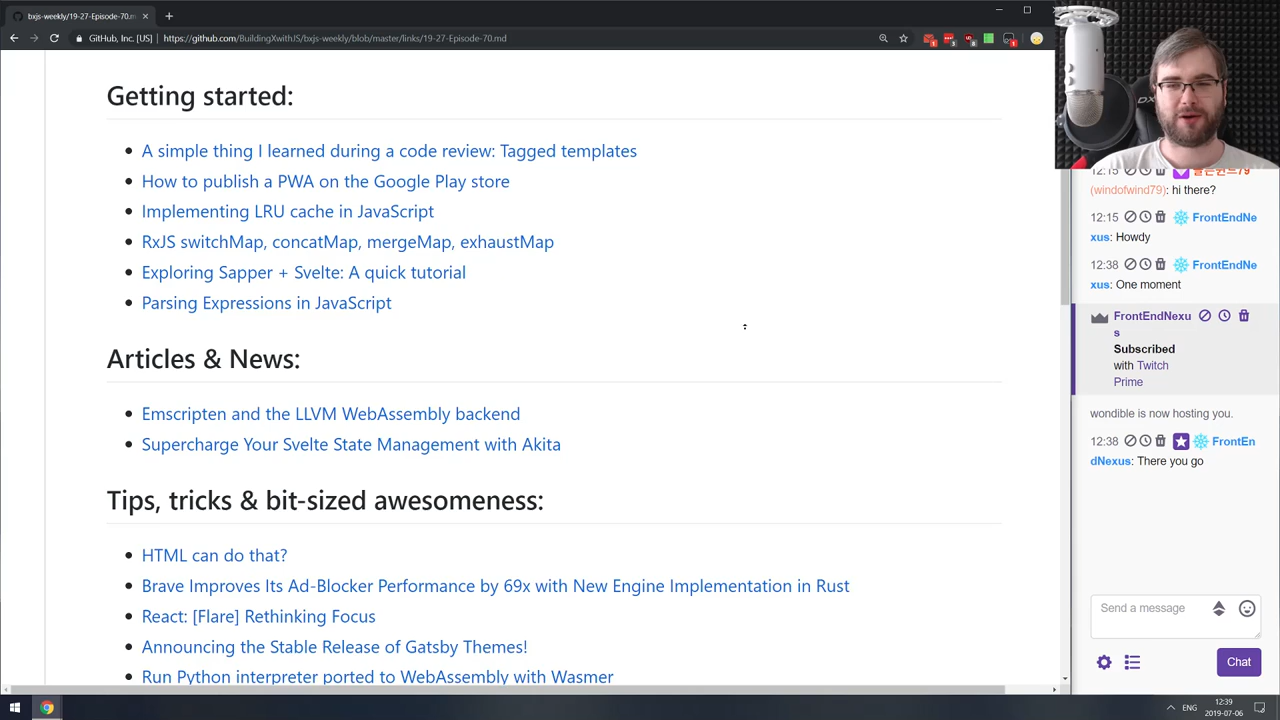 bxjs-weekly/19-27-Episode-70.m
GitHub, Inc. [US]
https://github.com/BuildingXwithJS/bxjs-weekly/blob/master/links/19-27-Episode-70.md
Getting started:
A simple thing I learned during a code review: Tagged templates
How to publish a PWA on the Google Play store
Implementing LRU cache in JavaScript
RxJS switchMap, concatMap, mergeMap, exhaustMap
Exploring Sapper + Svelte: A quick tutorial
Parsing Expressions in JavaScript
Articles & News:
Emscripten and the LLVM WebAssembly backend
Supercharge Your Svelte State Management with Akita
Tips, tricks & bit-sized awesomeness:
HTML can do that?
Brave Improves Its Ad-Blocker Performance by 69x with New Engine Implementation in Rust
React: [Flare] Rethinking Focus
Announcing the Stable Release of Gatsby Themes!
Run Python interpreter ported to WebAssembly with Wasmer
DX
12:15
(windofwind79): hi there?
12:15 FrontEndNe
xus: Howdy
12:38 FrontEndNe
xus: One moment
FrontEndNexu
s
Subscribed
with Twitch
Prime
wondible is now hosting you.
12:38 FrontEn
dNexus: There you go
Send a message
Chat
ENG
12:39
2019-07-06